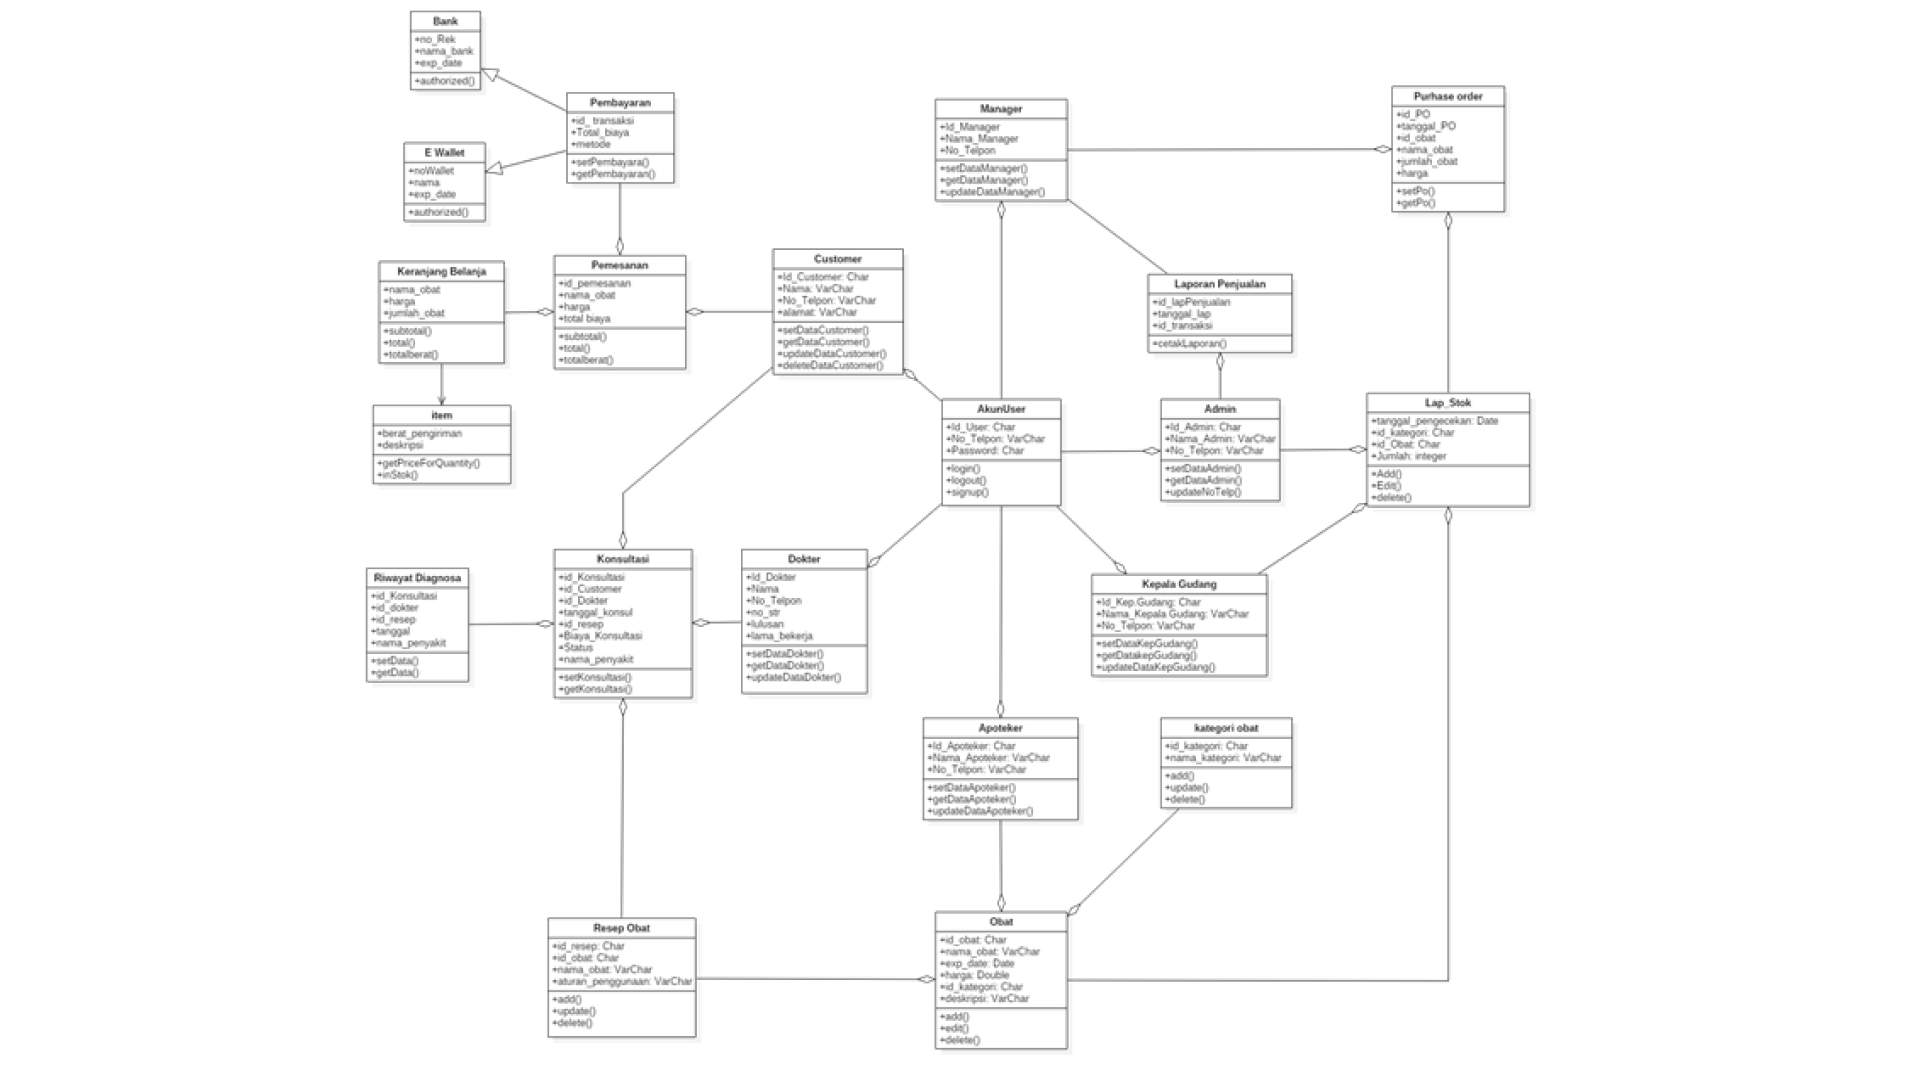 Bank
+no_Rek
+nama_bank
+exp_date
+authorized()
Pembayaran
+id_ transaksi
+Total_biaya
+metode
+setPembayara()
+getPembayaran()
E Wallet
+noWallet
+nama
+exp_date
+authorized()
Manager
+Id_Manager
+Nama_Manager
+No_Telpon
+setDataManager()
+getDataManager()
+updateDataManager()
Purhase order
+id_PO
+tanggal_PO
+id_obat
+nama_obat
+jumlah_obat
+harga
+setPo()
+getPo()
Keranjang Belanja
+nama_obat
+harga
+jumlah_obat
+subtotal()
+total()
+totalberat()
Pemesanan
+id_pemesanan
+nama_obat
+harga
+total biaya
+subtotal()
+total()
+totalberat()
Customer
+Id_Customer: Char
+Nama: VarChar
+No_Telpon: VarChar
+alamat: VarChar
+setDataCustomer()
+getDataCustomer()
+updateDataCustomer()
+deleteDataCustomer()
Laporan Penjualan
+id_lapPenjualan
+tanggal_lap
+id_transaksi
+cetakLaporan()
item
+berat_pengiriman
+deskripsi
+getPriceForQuantity()
+inStok()
AkunUser
+Id_User: Char
+No_Telpon: VarChar
+Password: Char
+login()
+logout()
+signup()
Admin
+Id_Admin: Char
+Nama_Admin: VarChar
+No_Telpon: VarChar
+setDataAdmin()
+getDataAdmin()
+updateNoTelp()
Lap_Stok
+tanggal_pengecekan: Date
+id_kategori: Char
+id_Obat: Char
+Jumlah: integer
+Add()
+Edit()
+delete()
Riwayat Diagnosa
+id_Konsultasi
+id_dokter
+id_resep
+tanggal
+nama_penyakit
+setData()
+getData()
Konsultasi
+id_Konsultasi
+id_Customer
+id_Dokter
+tanggal_konsul
+id_resep
+Biaya_Konsultasi
+Status
+nama_penyakit
+setKonsultasi()
+getKonsultasi()
Dokter
+Id_Dokter
+Nama
+No_Telpon
+no_str
+lulusan
+lama_bekerja
+setDataDokter()
+getDataDokter()
+updateDataDokter()
Kepala Gudang
+Id_Kep.Gudang: Char
+Nama_Kepala.Gudang: VarChar
+No_Telpon: VarChar
+setDataKepGudang()
+getDatakepGudang()
+updateDataKepGudang()
Apoteker
+Id_Apoteker: Char
+Nama_Apoteker: VarChar
+No_Telpon: VarChar
+setDataApoteker()
+getDataApoteker()
+updateDataApoteker()
kategori obat
+id_kategori: Char
+nama_kategori: VarChar
+add()
+update()
+delete()
Resep Obat
+id_resep: Char
+id_obat: Char
+nama_obat: VarChar
+aturan_penggunaan: VarChar
+add()
+update()
+delete()
Obat
+id_obat: Char
+nama_obat: VarChar
+exp_date: Date
+harga: Double
+id_kategori: Char
+deskripsi: VarChar
+add()
+edit()
+delete()